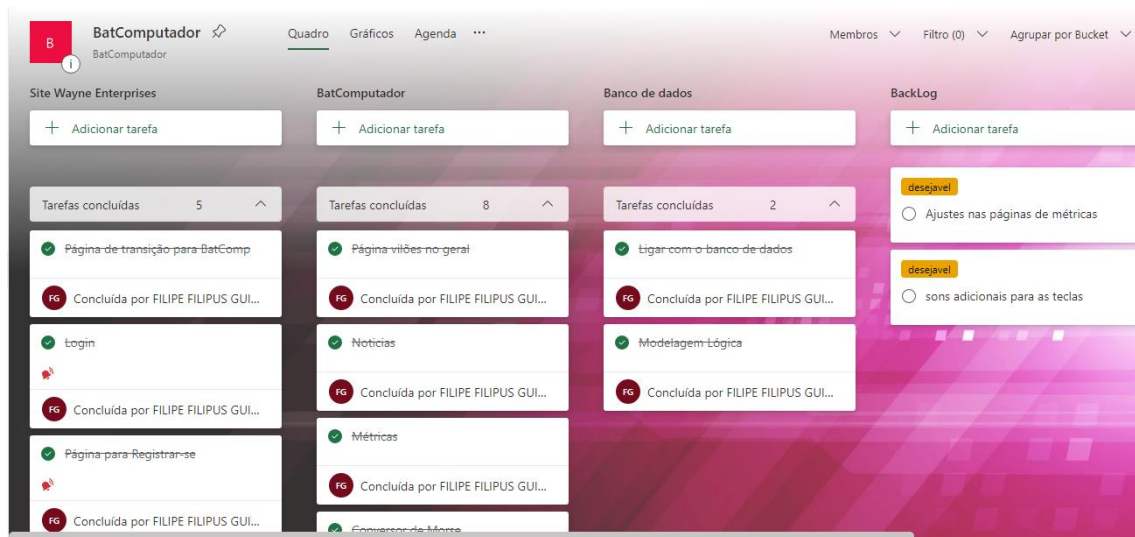 B
BatComputador
BatComputador
Quadro Gráficos Agenda ...
Membros Filtro (0) Agrupar por Bucket
Site Wayne Enterprises
Adicionar tarefa
Tarefas concluídas 5
Página de transição para BatComp
FG Concluída por FILIPE FILIPUS GUI...
Login
FG Concluída por FILIPE FILIPUS GUI...
Página para Registrar-se
FG Concluída por FILIPE FILIPUS GUI...
BatComputador
Adicionar tarefa
Tarefas concluídas 8
Página vilões no geral
FG Concluída por FILIPE FILIPUS GUI...
Noticias
FG Concluída por FILIPE FILIPUS GUI...
Métricas
FG Concluída por FILIPE FILIPUS GUI...
Conversor de Morse
Banco de dados
Adicionar tarefa
Tarefas concluídas 2
Ligar com o banco de dados
FG Concluída por FILIPE FILIPUS GUI...
Modelagem Lógica
FG Concluída por FILIPE FILIPUS GUI...
BackLog
Adicionar tarefa
desejavel
Ajustes nas páginas de métricas
desejavel
sons adicionais para as teclas